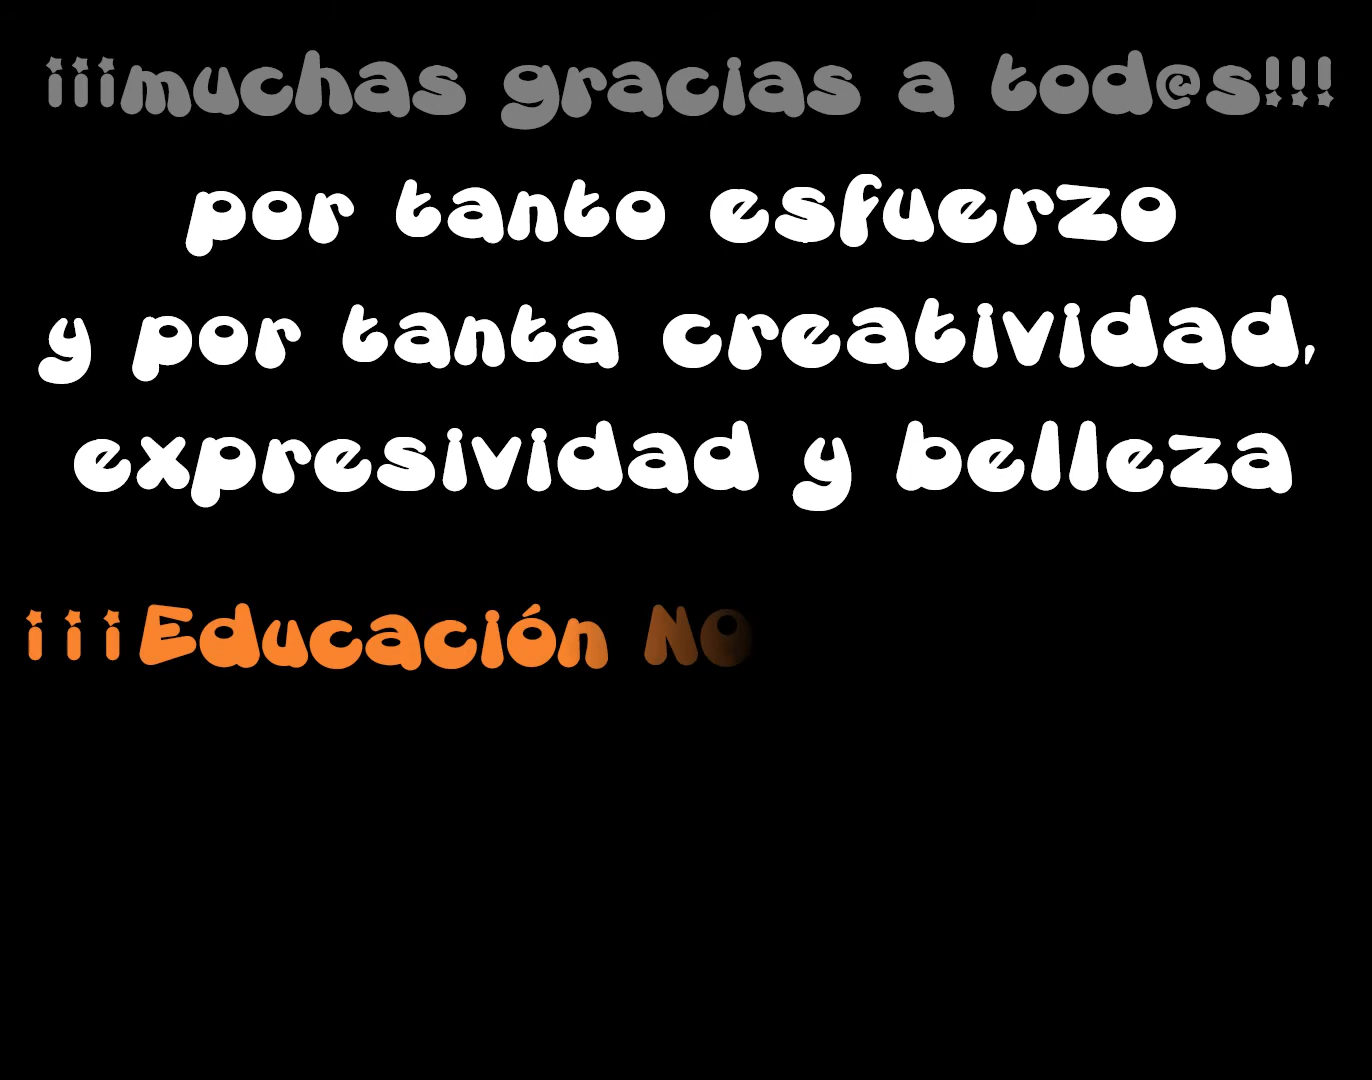 ¡¡¡muchas gracias a tod@s!!!
por tanto esfuerzo
y por tanta creatividad,
expresividad y belleza
¡¡¡Educación NO